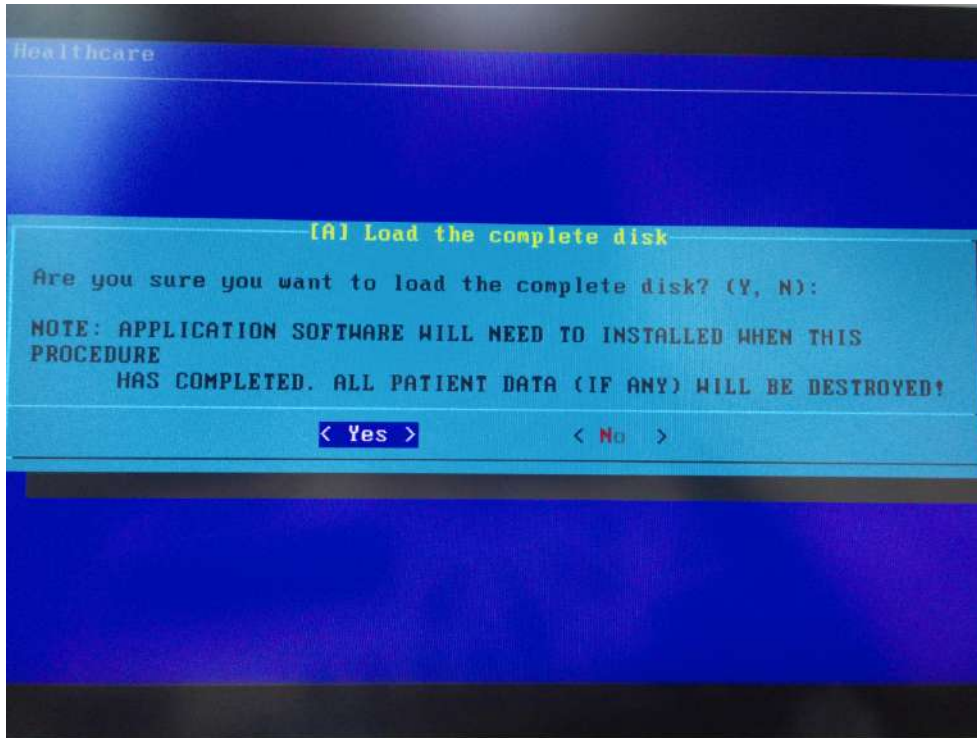 Healthcare
[A] Load the complete disk
Are you sure you want to load the complete disk? (Y, N):
NOTE: APPLICATION SOFTWARE WILL NEED TO INSTALLED WHEN THIS
PROCEDURE
HAS COMPLETED. ALL PATIENT DATA (IF ANY) WILL BE DESTROYED!
< Yes > < No >